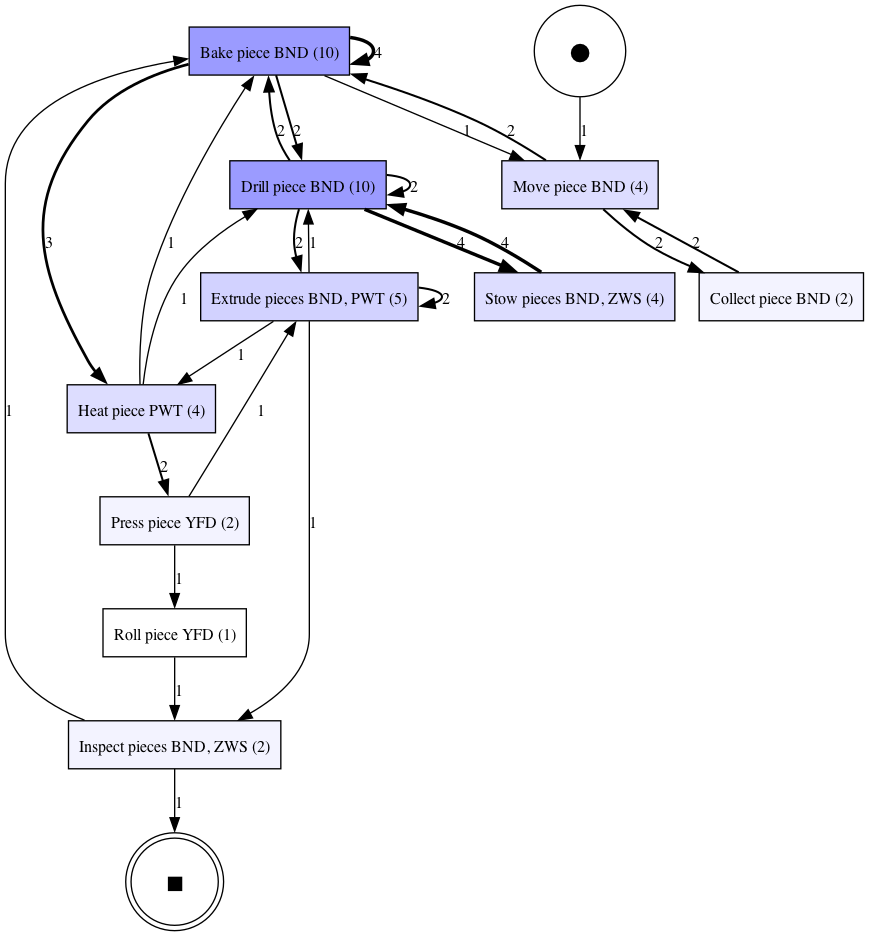 Bake piece BND (10)
4
1
2
2
1
2
Drill piece BND (10)
2
Move piece BND (4)
3
1
1
2
1
4
4
2
2
Extrude pieces BND, PWT (5)
2
Stow pieces BND, ZWS (4)
Collect piece BND (2)
1
1
1
Heat piece PWT (4)
2
Press piece YFD (2)
1
1
Roll piece YFD (1)
1
Inspect pieces BND, ZWS (2)
1